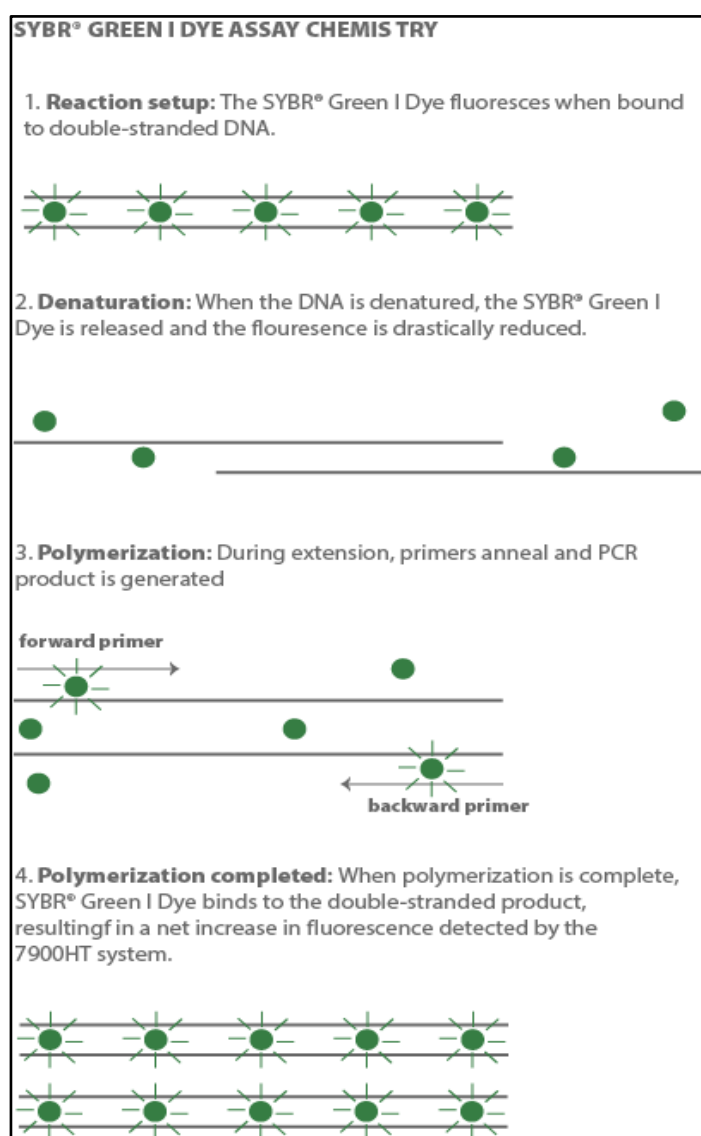 SYBR® GREEN I DYE ASSAY CHEMIS TRY
1. Reaction setup: The SYBR® Green I Dye fluoresces when bound
to double-stranded DNA.
2. Denaturation: When the DNA is denatured, the SYBR® Green I
Dye is released and the flouresence is drastically reduced.
3. Polymerization: During extension, primers anneal and PCR
product is generated
forward primer
backward primer
4. Polymerization completed: When polymerization is complete,
SYBR® Green I Dye binds to the double-stranded product,
resultingf in a net increase in fluorescence detected by the
7900HT system.